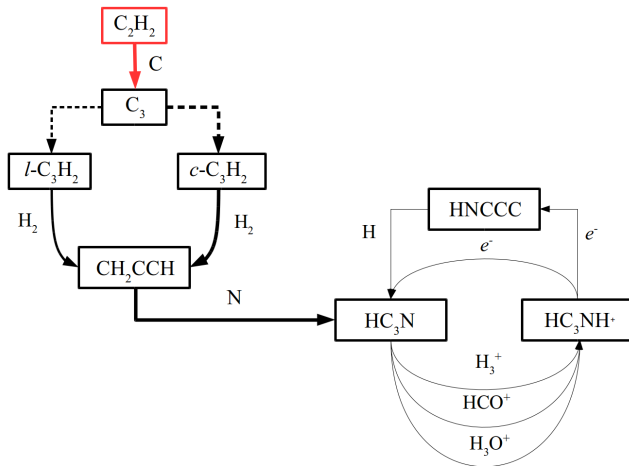 C₂H₂
C
C₃
l-C₃H₂
c-C₃H₂
H₂
H₂
CH₂CCH
N
HNCCC
H
e⁻
e⁻
HC₃N
HC₃NH⁺
H₃⁺
HCO⁺
H₃O⁺